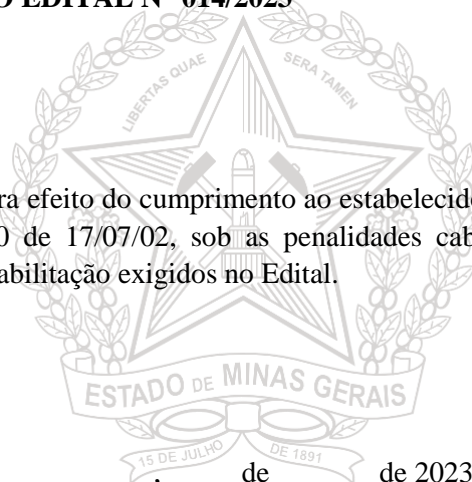 O EDITAL Nº 014/2023
LIBERTAS QUAE SERA TAMEN
ra efeito do cumprimento ao estabelecido
0 de 17/07/02, sob as penalidades cab
abilitação exigidos no Edital.
ESTADO DE MINAS GERAIS
15 DE JULHO DE 1891
, de de 2023